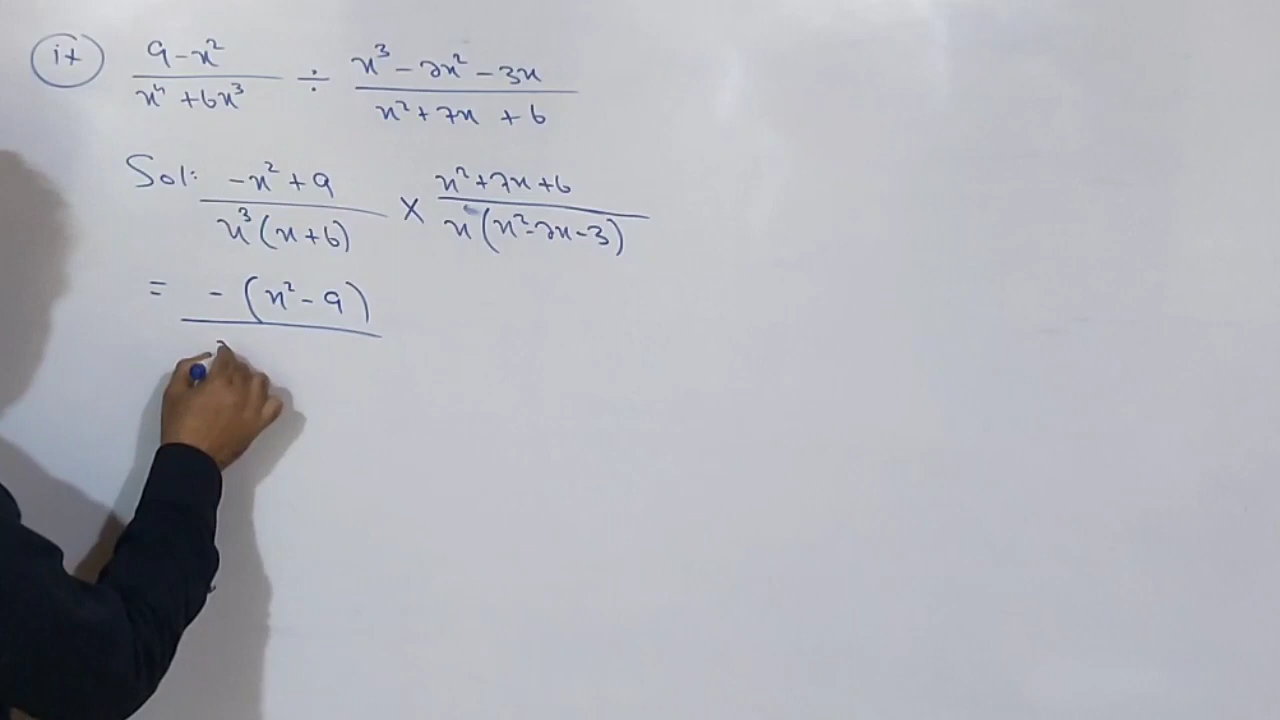 it (9-x²)/(x⁴+6x³) ÷ (x³-2x²-3x)/(x²+7x+6)
Sol: (-x²+9)/(x³(x+6)) × (x²+7x+6)/(x(x²-2x-3))
= -(x²-9)